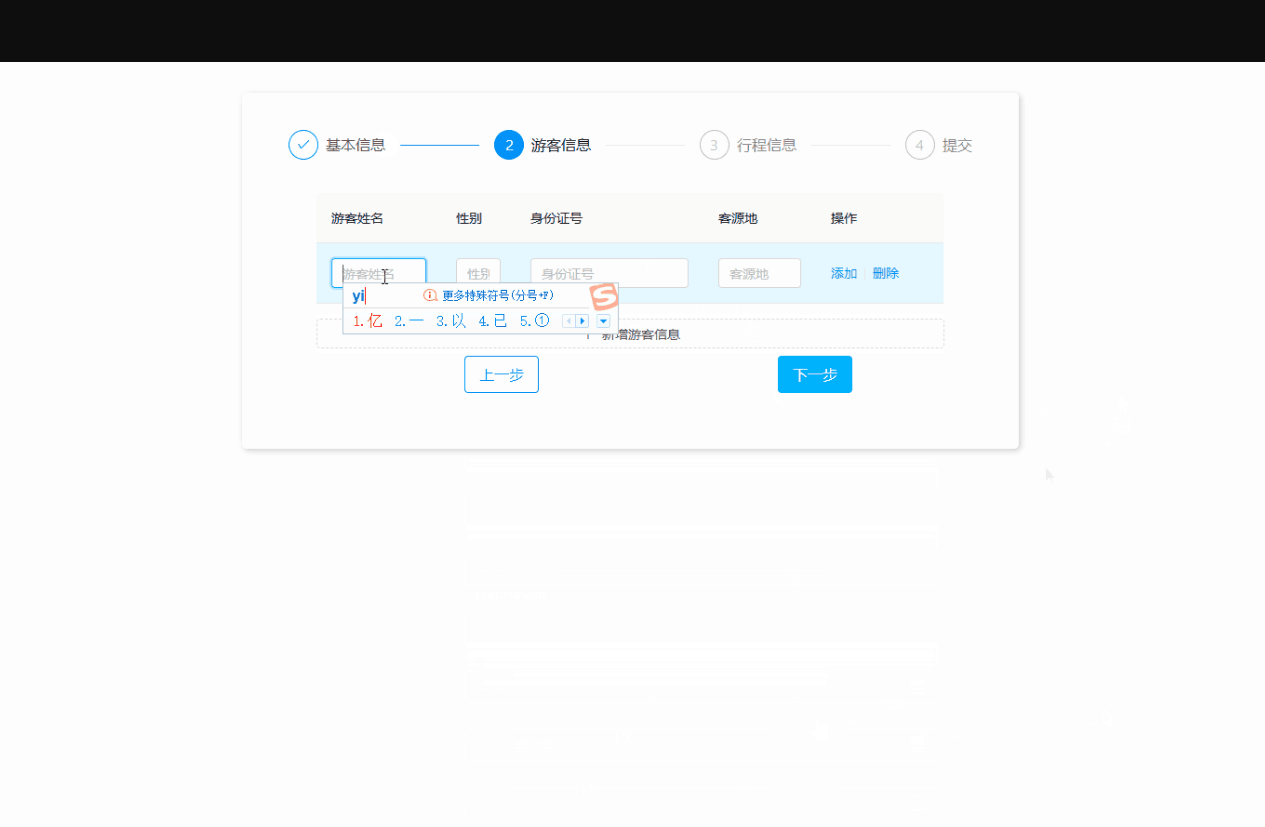 基本信息 2 游客信息 3 行程信息 4 提交
游客姓名 性别 身份证号 客源地 操作
游客姓名 性别 身份证号 客源地 添加 删除
yi 更多特殊符号(分号+F)
1.亿 2.一 3.以 4.已 5.①
新增游客信息
上一步 下一步